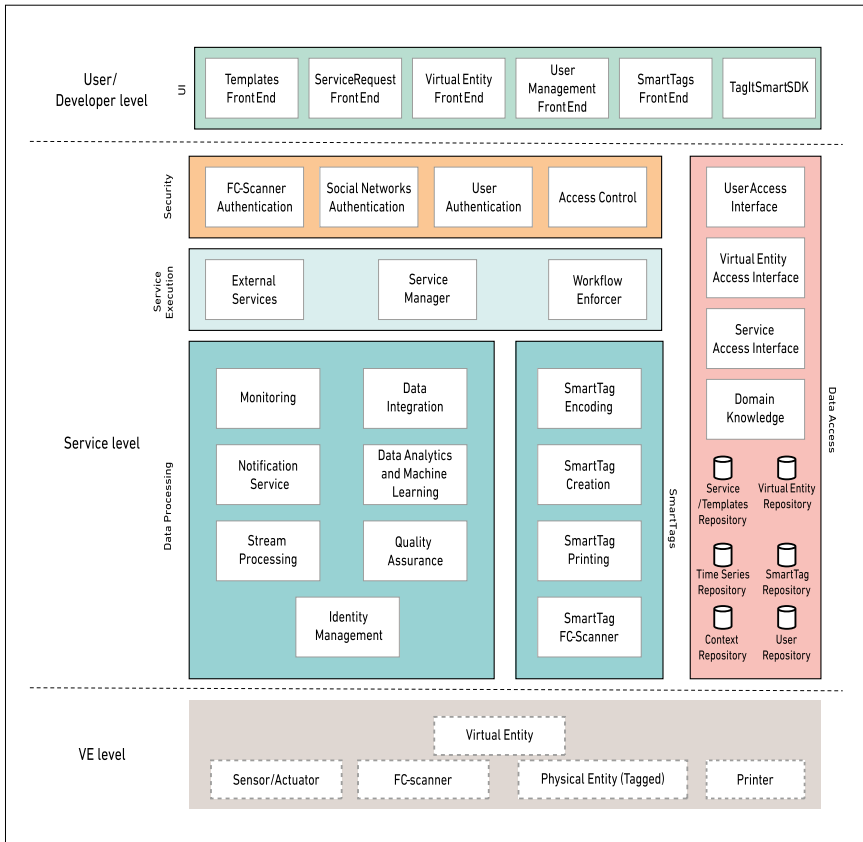 User/
Developer level
UI
Templates
FrontEnd
ServiceRequest
FrontEnd
Virtual Entity
FrontEnd
User
Management
FrontEnd
SmartTags
FrontEnd
TagItSmartSDK
Service level
Security
FC-Scanner
Authentication
Social Networks
Authentication
User
Authentication
Access Control
Service
Execution
External
Services
Service
Manager
Workflow
Enforcer
Data Processing
Monitoring
Data
Integration
Notification
Service
Data Analytics
and Machine
Learning
Stream
Processing
Quality
Assurance
Identity
Management
SmartTag
Encoding
SmartTag
Creation
SmartTag
Printing
SmartTag
FC-Scanner
SmartTags
User Access
Interface
Virtual Entity
Access Interface
Service
Access Interface
Domain
Knowledge
Service
/Templates
Repository
Virtual Entity
Repository
Time Series
Repository
SmartTag
Repository
Context
Repository
User
Repository
Data Access
VE level
Virtual Entity
Sensor/Actuator
FC-scanner
Physical Entity (Tagged)
Printer